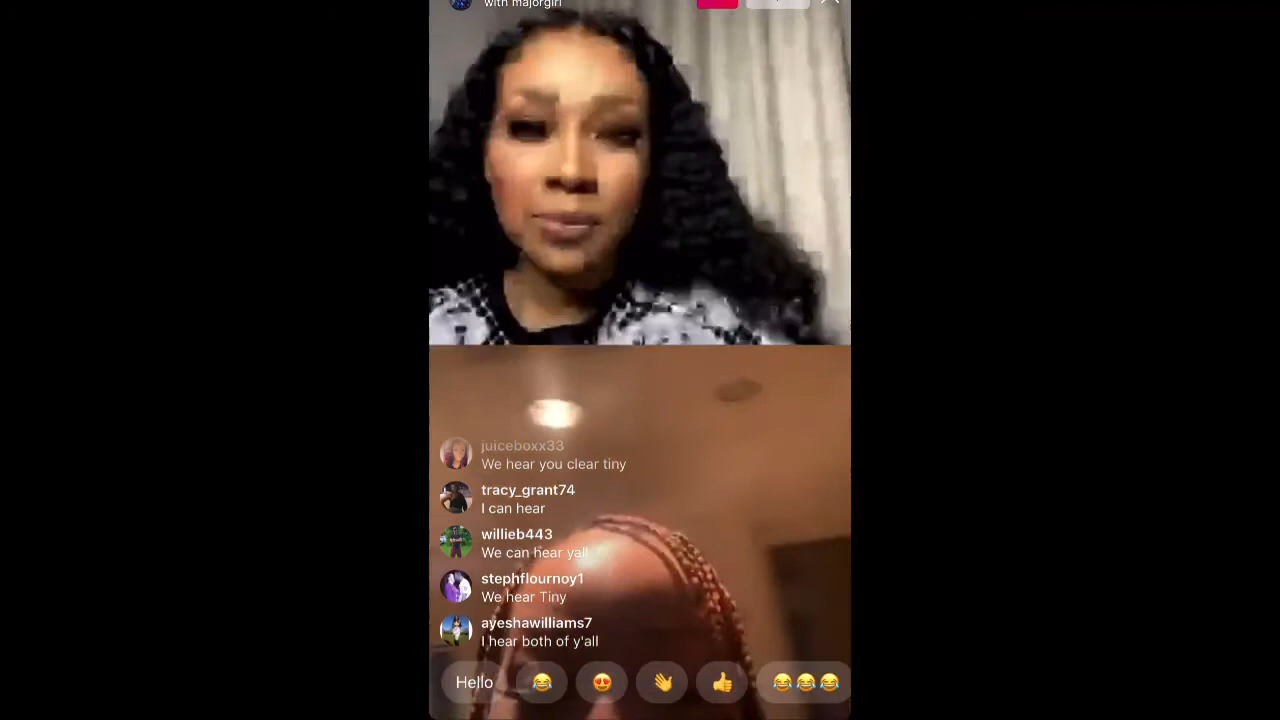 with majorgirl
juiceboxx33
We hear you clear tiny
tracy_grant74
I can hear
willieb443
We can hear yall
stephflournoy1
We hear Tiny
ayeshawilliams7
I hear both of y'all
Hello